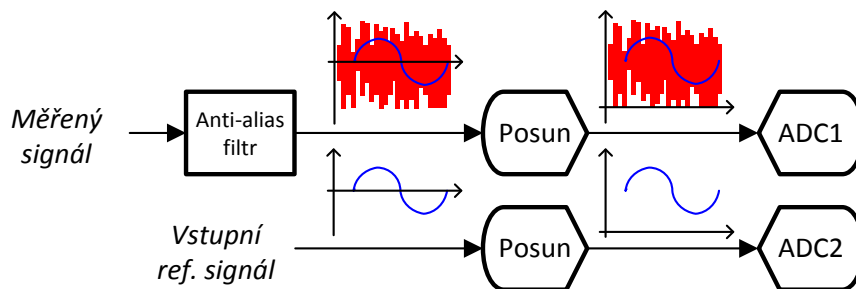 Měřený
signál
Anti-alias
filtr
Posun
ADC1
Vstupní
ref. signál
Posun
ADC2